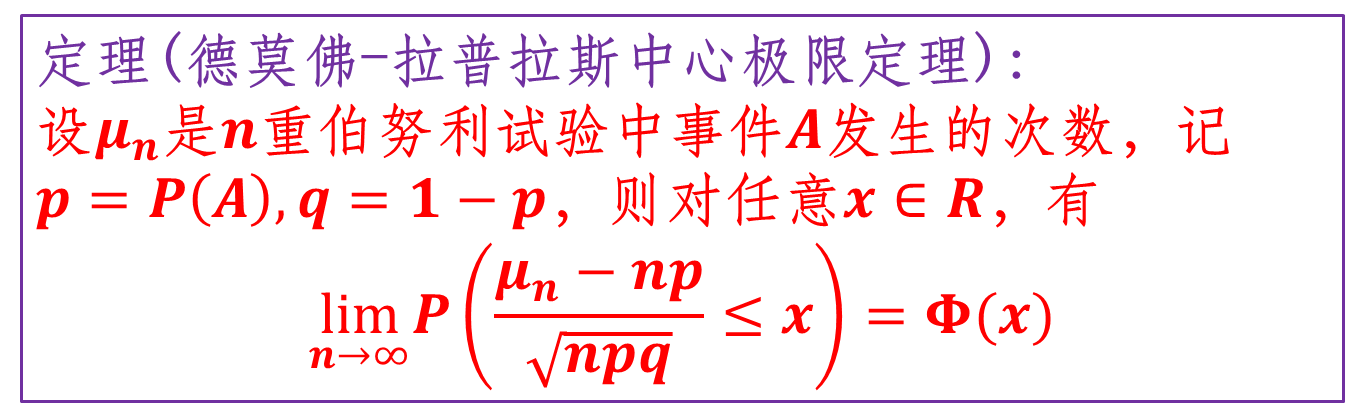 定理(德莫佛-拉普拉斯中心极限定理):
设μₙ是n重伯努利试验中事件A发生的次数，记
p = P(A), q = 1 − p，则对任意x ∈ R，有
lim_{n→∞} P((μₙ − np)/√(npq) ≤ x) = Φ(x)